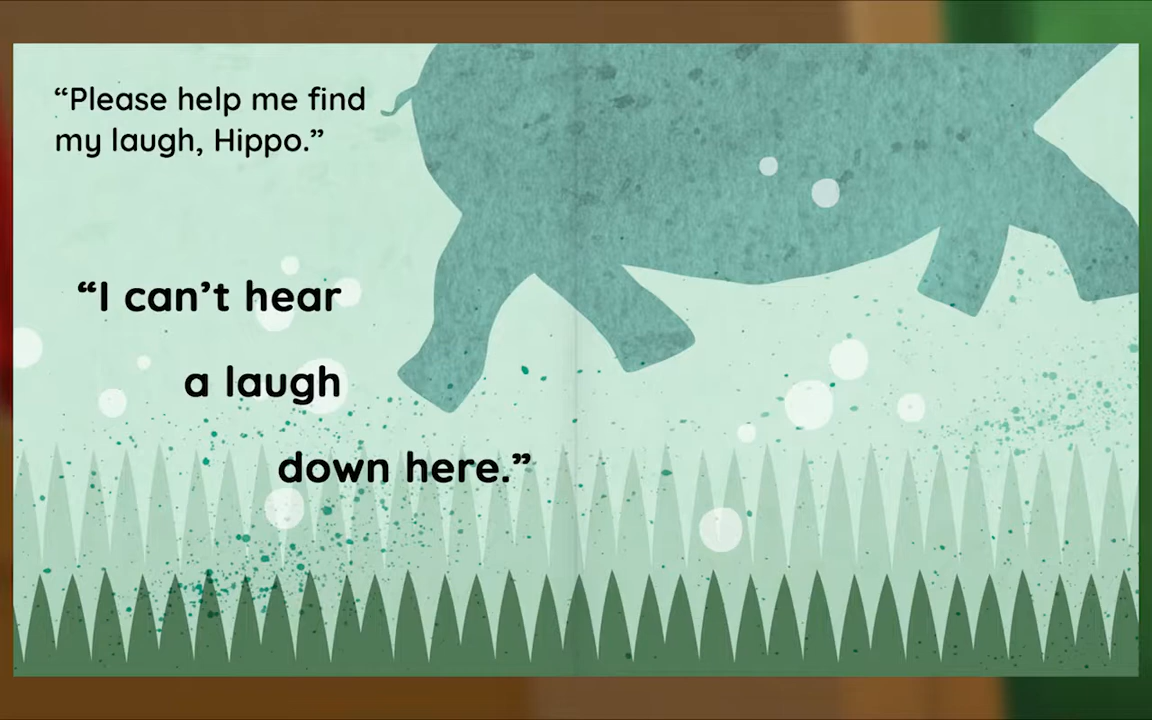 “Please help me find
my laugh, Hippo.”
“I can’t hear
a laugh
down here.”